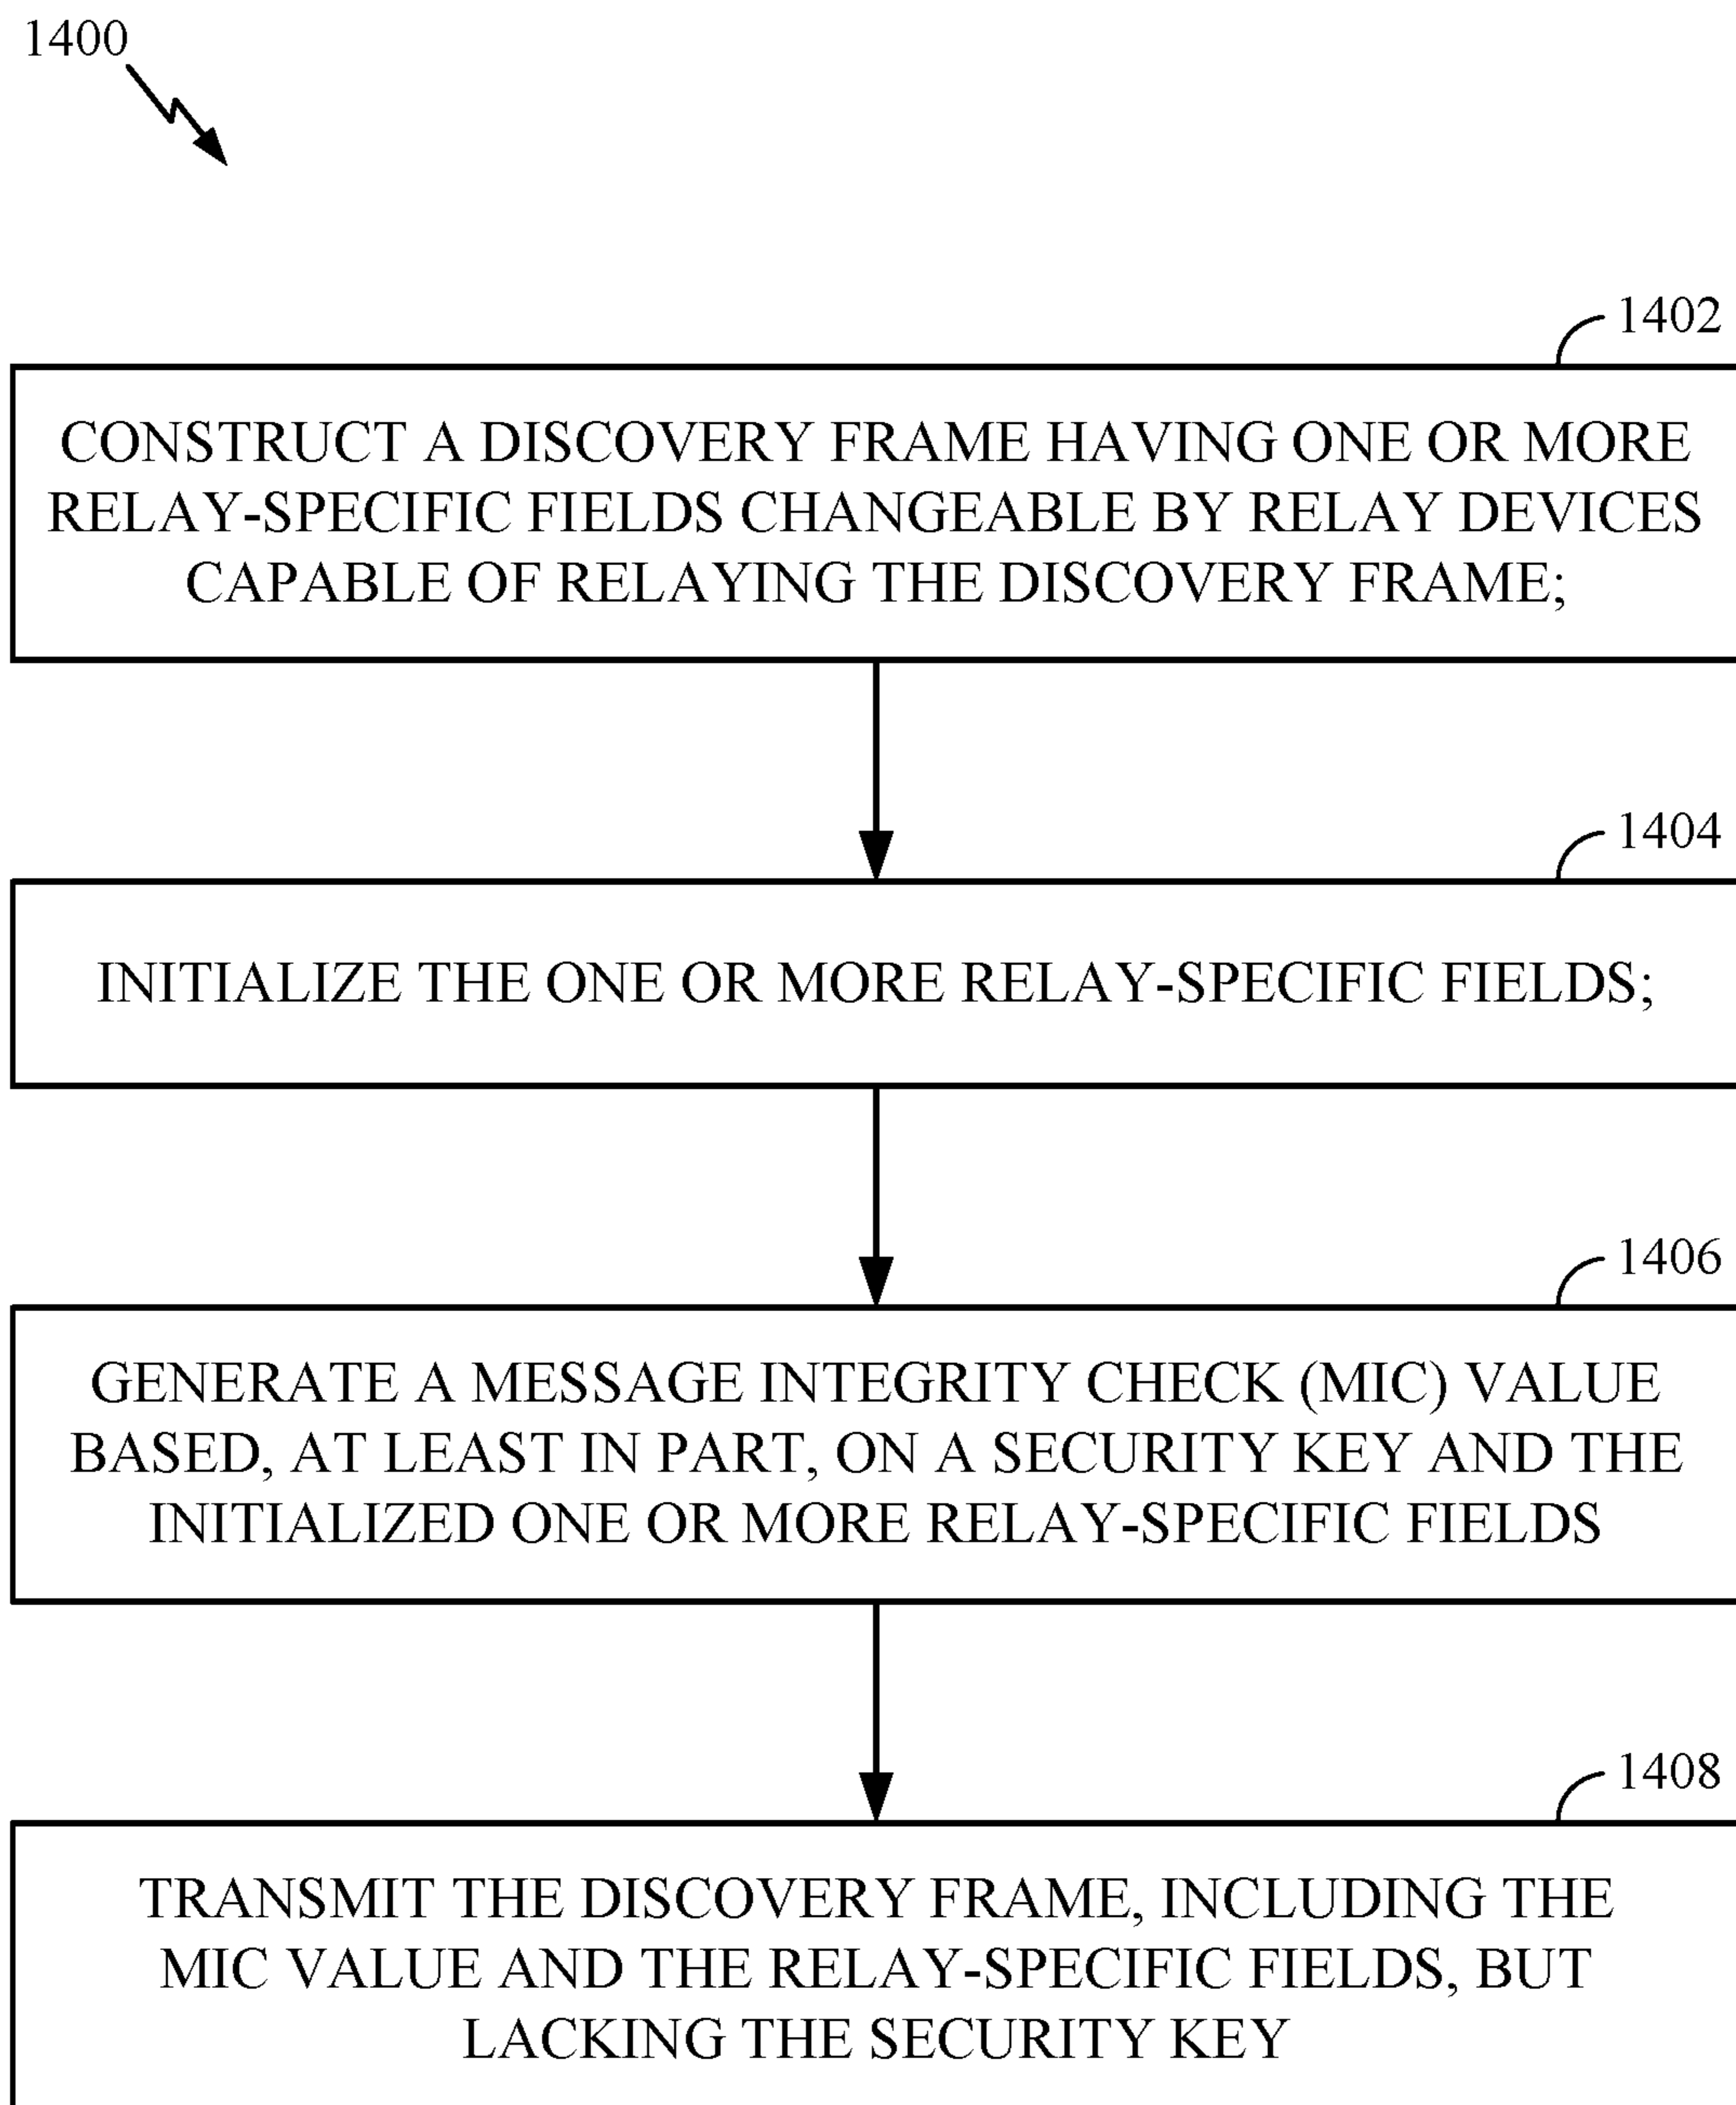 1400
1402
CONSTRUCT A DISCOVERY FRAME HAVING ONE OR MORE
RELAY-SPECIFIC FIELDS CHANGEABLE BY RELAY DEVICES
CAPABLE OF RELAYING THE DISCOVERY FRAME;
1404
INITIALIZE THE ONE OR MORE RELAY-SPECIFIC FIELDS;
1406
GENERATE A MESSAGE INTEGRITY CHECK (MIC) VALUE
BASED, AT LEAST IN PART, ON A SECURITY KEY AND THE
INITIALIZED ONE OR MORE RELAY-SPECIFIC FIELDS
1408
TRANSMIT THE DISCOVERY FRAME, INCLUDING THE
MIC VALUE AND THE RELAY-SPECIFIC FIELDS, BUT
LACKING THE SECURITY KEY